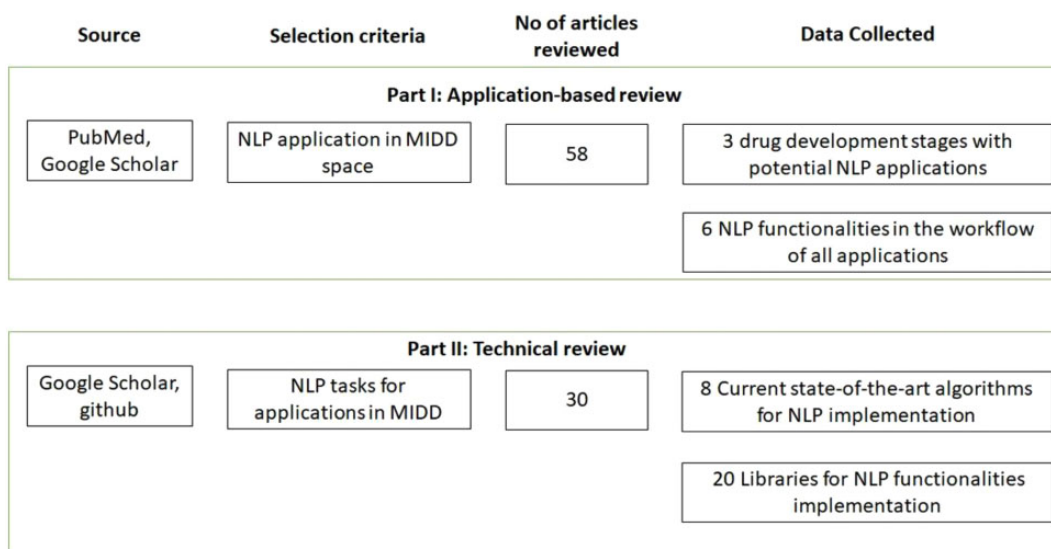 Source
Selection criteria
No of articles
reviewed
Data Collected
Part I: Application-based review
PubMed,
Google Scholar
NLP application in MIDD
space
58
3 drug development stages with
potential NLP applications
6 NLP functionalities in the workflow
of all applications
Part II: Technical review
Google Scholar,
github
NLP tasks for
applications in MIDD
30
8 Current state-of-the-art algorithms
for NLP implementation
20 Libraries for NLP functionalities
implementation